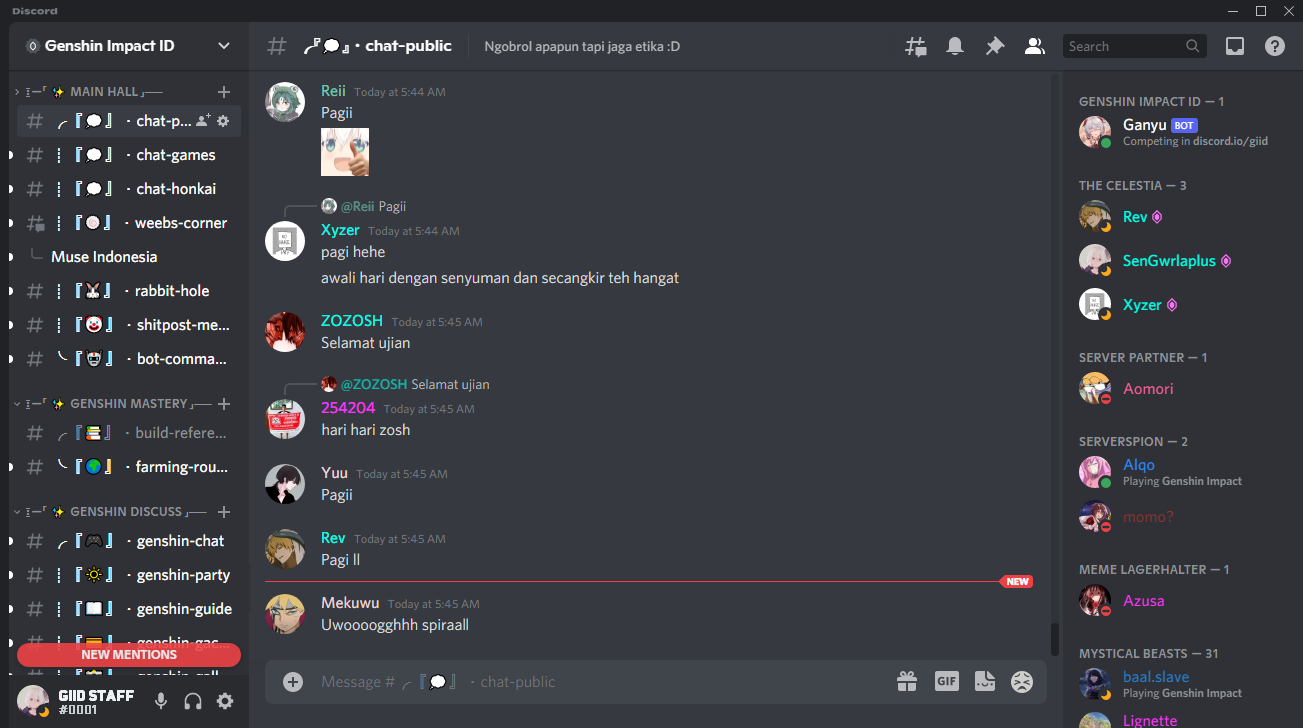 Discord
Genshin Impact ID
chat-public
Ngobrol apapun tapi jaga etika :D
Search
MAIN HALL
chat-p...
chat-games
chat-honkai
weebs-corner
Muse Indonesia
rabbit-hole
shitpost-me...
bot-comma...
GENSHIN MASTERY
build-refere...
farming-rou...
GENSHIN DISCUSS
genshin-chat
genshin-party
genshin-guide
genshin-gac...
NEW MENTIONS
GIID STAFF
#0001
Reii Today at 5:44 AM
Pagii
@Reii Pagii
Xyzer Today at 5:44 AM
pagi hehe
awali hari dengan senyuman dan secangkir teh hangat
ZOZOSH Today at 5:45 AM
Selamat ujian
@ZOZOSH Selamat ujian
254204 Today at 5:45 AM
hari hari zosh
Yuu Today at 5:45 AM
Pagii
Rev Today at 5:45 AM
Pagi ll
NEW
Mekuwu Today at 5:45 AM
Uwoooogghhh spiraall
Message # 『💬』 · chat-public
GIF
GENSHIN IMPACT ID — 1
Ganyu BOT
Competing in discord.io/giid
THE CELESTIA — 3
Rev
SenGwrlaplus
Xyzer
SERVER PARTNER — 1
Aomori
SERVERSPION — 2
Alqo
Playing Genshin Impact
momo?
MEME LAGERHALTER — 1
Azusa
MYSTICAL BEASTS — 31
baal.slave
Playing Genshin Impact
Lignette